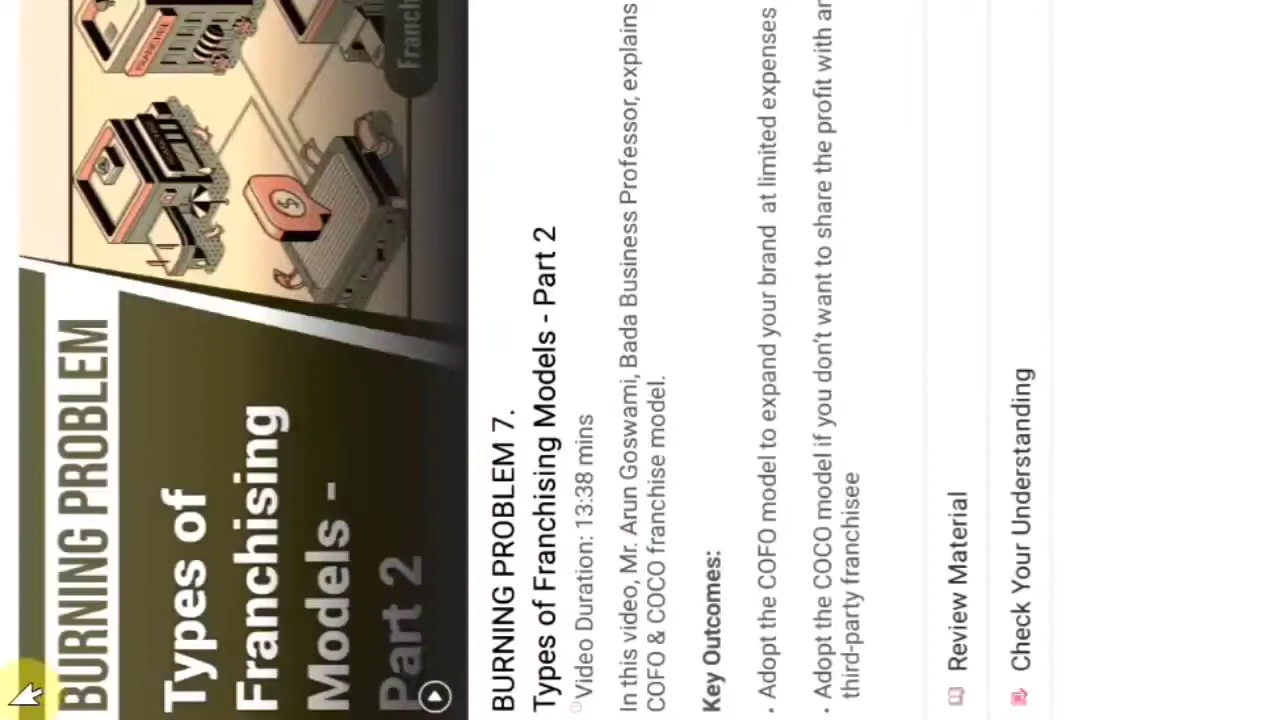 BURNING PROBLEM
Types of
Franchising
Models -
Part 2
Franch
BURNING PROBLEM 7.
Types of Franchising Models - Part 2
Video Duration: 13:38 mins
In this video, Mr. Arun Goswami, Bada Business Professor, explains
COFO & COCO franchise model.
Key Outcomes:
• Adopt the COFO model to expand your brand at limited expenses
• Adopt the COCO model if you don't want to share the profit with an
third-party franchisee
Review Material
Check Your Understanding